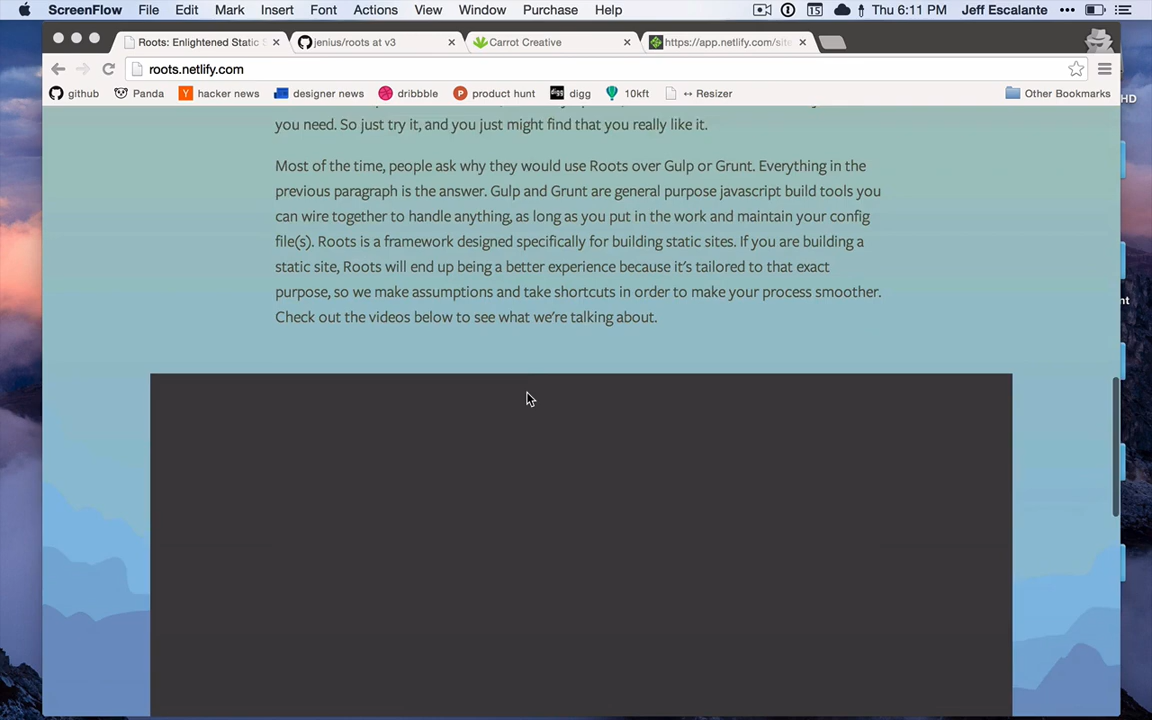 ScreenFlow File Edit Mark Insert Font Actions View Window Purchase Help 15 Thu 6:11 PM Jeff Escalante
Roots: Enlightened Static S jenius/roots at v3 Carrot Creative https://app.netlify.com/site
roots.netlify.com
github Panda hacker news designer news dribbble product hunt digg 10kft ↔ Resizer Other Bookmarks
HD
you need. So just try it, and you just might find that you really like it.
Most of the time, people ask why they would use Roots over Gulp or Grunt. Everything in the
previous paragraph is the answer. Gulp and Grunt are general purpose javascript build tools you
can wire together to handle anything, as long as you put in the work and maintain your config
file(s). Roots is a framework designed specifically for building static sites. If you are building a
static site, Roots will end up being a better experience because it's tailored to that exact
purpose, so we make assumptions and take shortcuts in order to make your process smoother.
nt
Check out the videos below to see what we're talking about.